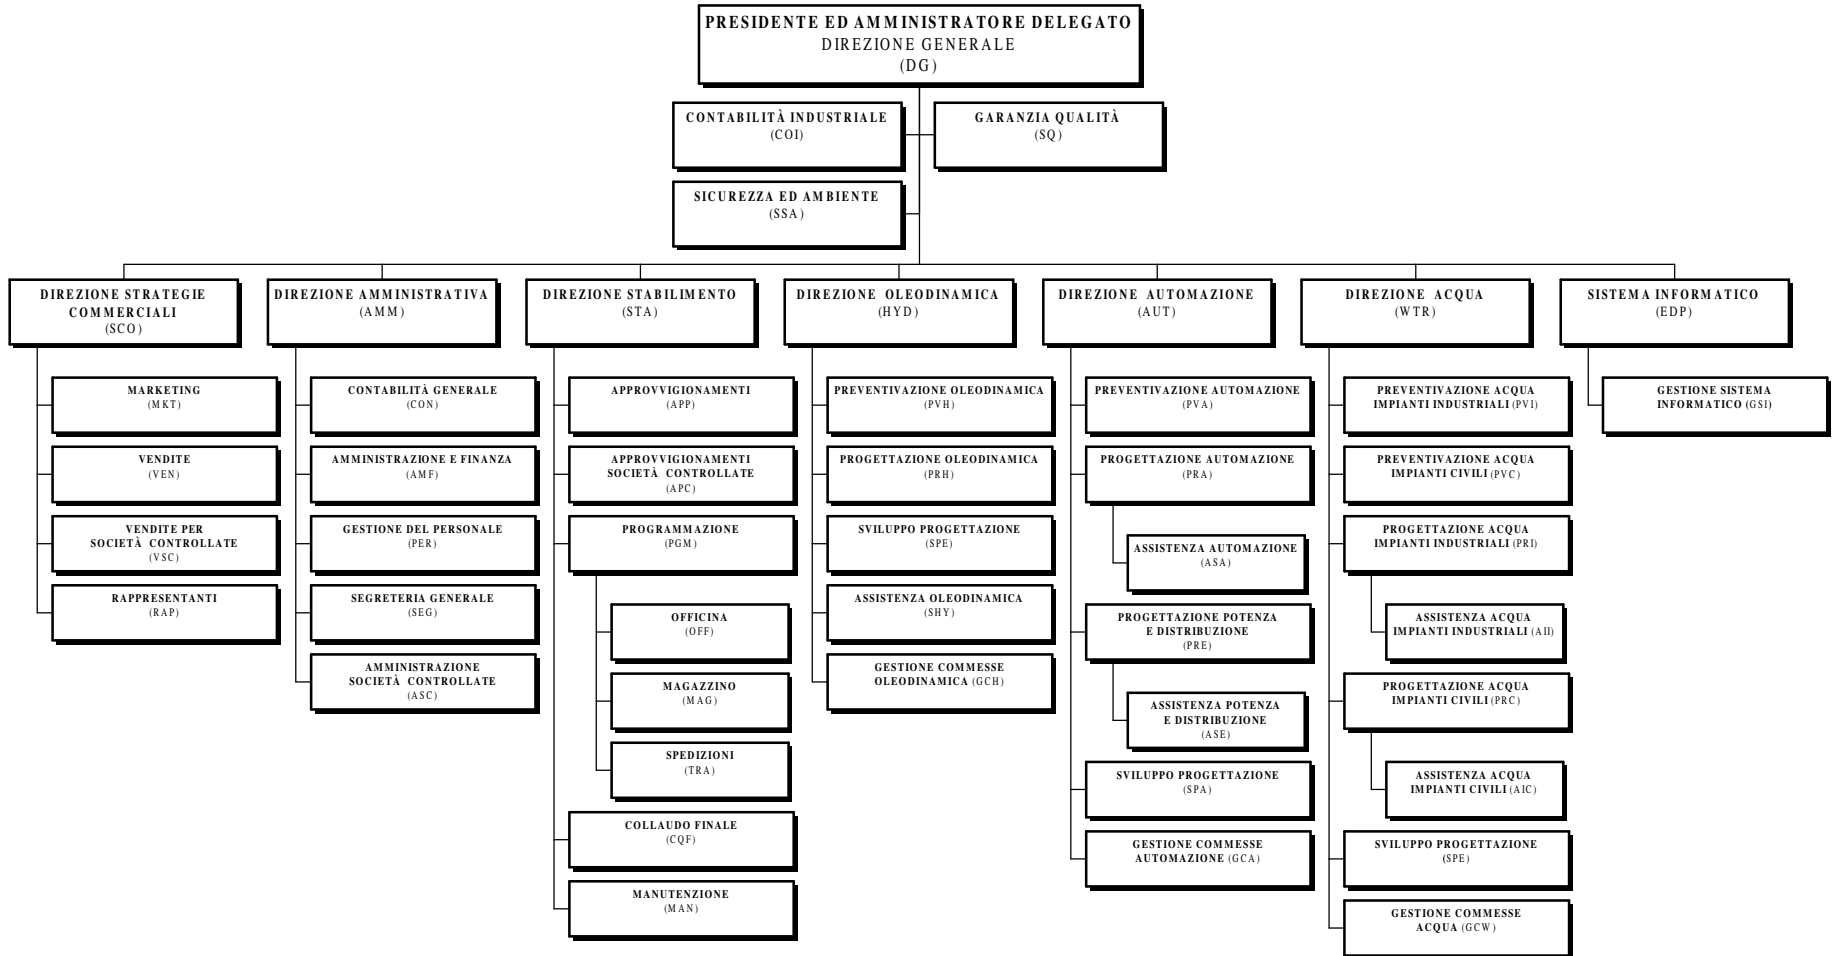 PRESIDENTE ED AMMINISTRATORE DELEGATO
DIREZIONE GENERALE
(DG)
CONTABILITÀ INDUSTRIALE
(COI)
GARANZIA QUALITÀ
(SQ)
SICUREZZA ED AMBIENTE
(SSA)
DIREZIONE STRATEGIE
COMMERCIALI
(SCO)
MARKETING
(MKT)
VENDITE
(VEN)
VENDITE PER
SOCIETÀ CONTROLLATE
(VSC)
RAPPRESENTANTI
(RAP)
DIREZIONE AMMINISTRATIVA
(AMM)
CONTABILITÀ GENERALE
(CON)
AMMINISTRAZIONE E FINANZA
(AMF)
GESTIONE DEL PERSONALE
(PER)
SEGRETERIA GENERALE
(SEG)
AMMINISTRAZIONE
SOCIETÀ CONTROLLATE
(ASC)
DIREZIONE STABILIMENTO
(STA)
APPROVVIGIONAMENTI
(APP)
APPROVVIGIONAMENTI
SOCIETÀ CONTROLLATE
(APC)
PROGRAMMAZIONE
(PGM)
OFFICINA
(OFF)
MAGAZZINO
(MAG)
SPEDIZIONI
(TRA)
COLLAUDO FINALE
(CQF)
MANUTENZIONE
(MAN)
DIREZIONE OLEODINAMICA
(HYD)
PREVENTIVAZIONE OLEODINAMICA
(PVH)
PROGETTAZIONE OLEODINAMICA
(PRH)
SVILUPPO PROGETTAZIONE
(SPE)
ASSISTENZA OLEODINAMICA
(SHY)
GESTIONE COMMESSE
OLEODINAMICA (GCH)
DIREZIONE AUTOMAZIONE
(AUT)
PREVENTIVAZIONE AUTOMAZIONE
(PVA)
PROGETTAZIONE AUTOMAZIONE
(PRA)
ASSISTENZA AUTOMAZIONE
(ASA)
PROGETTAZIONE POTENZA
E DISTRIBUZIONE
(PRE)
ASSISTENZA POTENZA
E DISTRIBUZIONE
(ASE)
SVILUPPO PROGETTAZIONE
(SPA)
GESTIONE COMMESSE
AUTOMAZIONE (GCA)
DIREZIONE ACQUA
(WTR)
PREVENTIVAZIONE ACQUA
IMPIANTI INDUSTRIALI (PVI)
PREVENTIVAZIONE ACQUA
IMPIANTI CIVILI (PVC)
PROGETTAZIONE ACQUA
IMPIANTI INDUSTRIALI (PRI)
ASSISTENZA ACQUA
IMPIANTI INDUSTRIALI (AII)
PROGETTAZIONE ACQUA
IMPIANTI CIVILI (PRC)
ASSISTENZA ACQUA
IMPIANTI CIVILI (AIC)
SVILUPPO PROGETTAZIONE
(SPE)
GESTIONE COMMESSE
ACQUA (GCW)
SISTEMA INFORMATICO
(EDP)
GESTIONE SISTEMA
INFORMATICO (GSI)